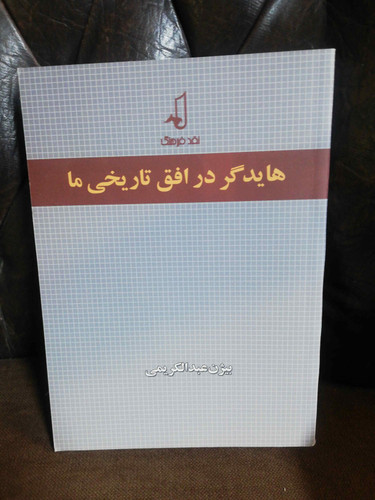 نقد فرهنگ
هایدگر در افق تاریخی ما
بیژن عبدالکریمی